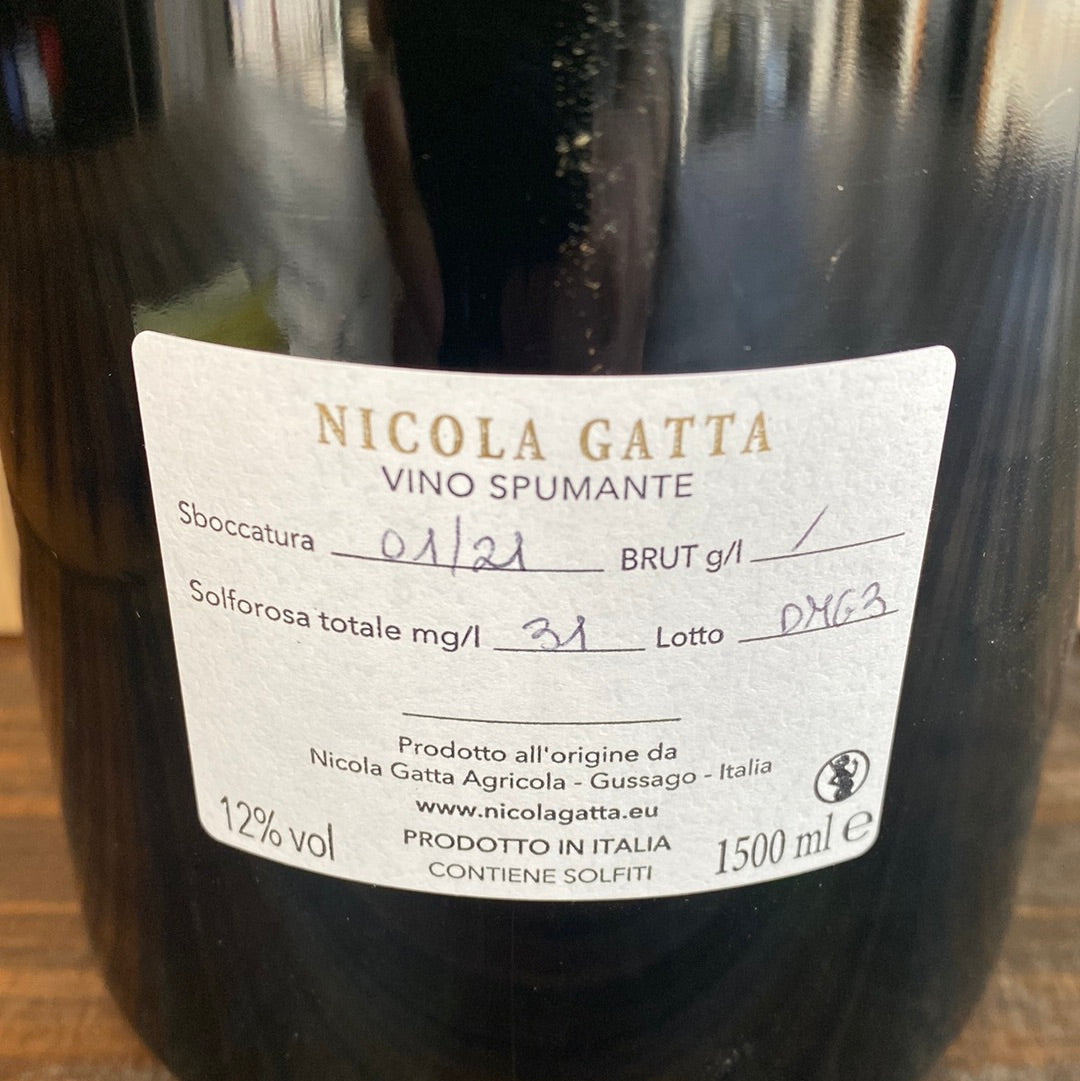 NICOLA GATTA
VINO SPUMANTE
Sboccatura 01/21 BRUT g/l /
Solforosa totale mg/l 31 Lotto DMG3
Prodotto all'origine da
Nicola Gatta Agricola - Gussago - Italia
www.nicolagatta.eu
12% vol PRODOTTO IN ITALIA 1500 ml e
CONTIENE SOLFITI